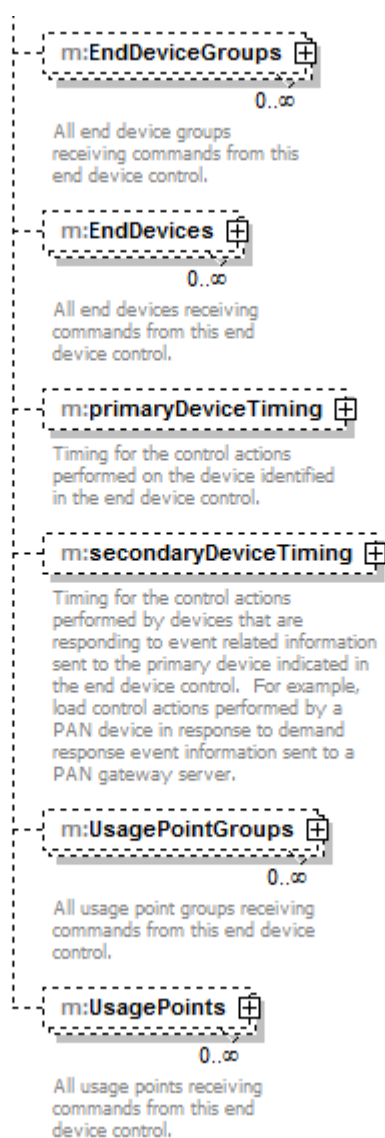 m:EndDeviceGroups
0..∞
All end device groups
receiving commands from this
end device control.
m:EndDevices
0..∞
All end devices receiving
commands from this end
device control.
m:primaryDeviceTiming
Timing for the control actions
performed on the device identified
in the end device control.
m:secondaryDeviceTiming
Timing for the control actions
performed by devices that are
responding to event related information
sent to the primary device indicated in
the end device control.  For example,
load control actions performed by a
PAN device in response to demand
response event information sent to a
PAN gateway server.
m:UsagePointGroups
0..∞
All usage point groups receiving
commands from this end device
control.
m:UsagePoints
0..∞
All usage points receiving
commands from this end
device control.